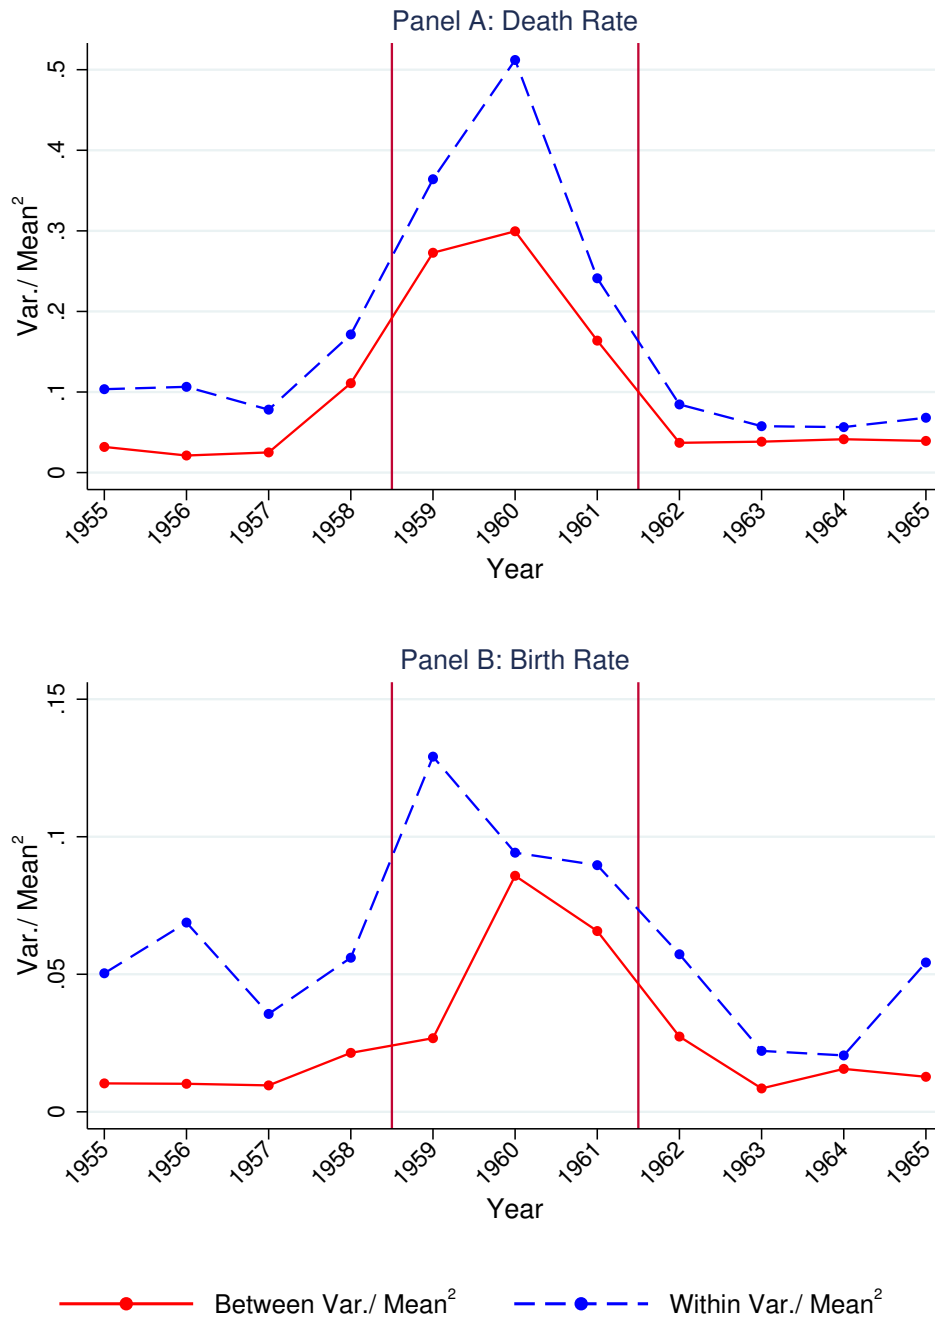 Panel A: Death Rate
Var./ Mean²
.5
.4
.3
.2
.1
0
1955 1956 1957 1958 1959 1960 1961 1962 1963 1964 1965
Year
Panel B: Birth Rate
Var./ Mean²
.15
.1
.05
0
1955 1956 1957 1958 1959 1960 1961 1962 1963 1964 1965
Year
Between Var./ Mean² Within Var./ Mean²